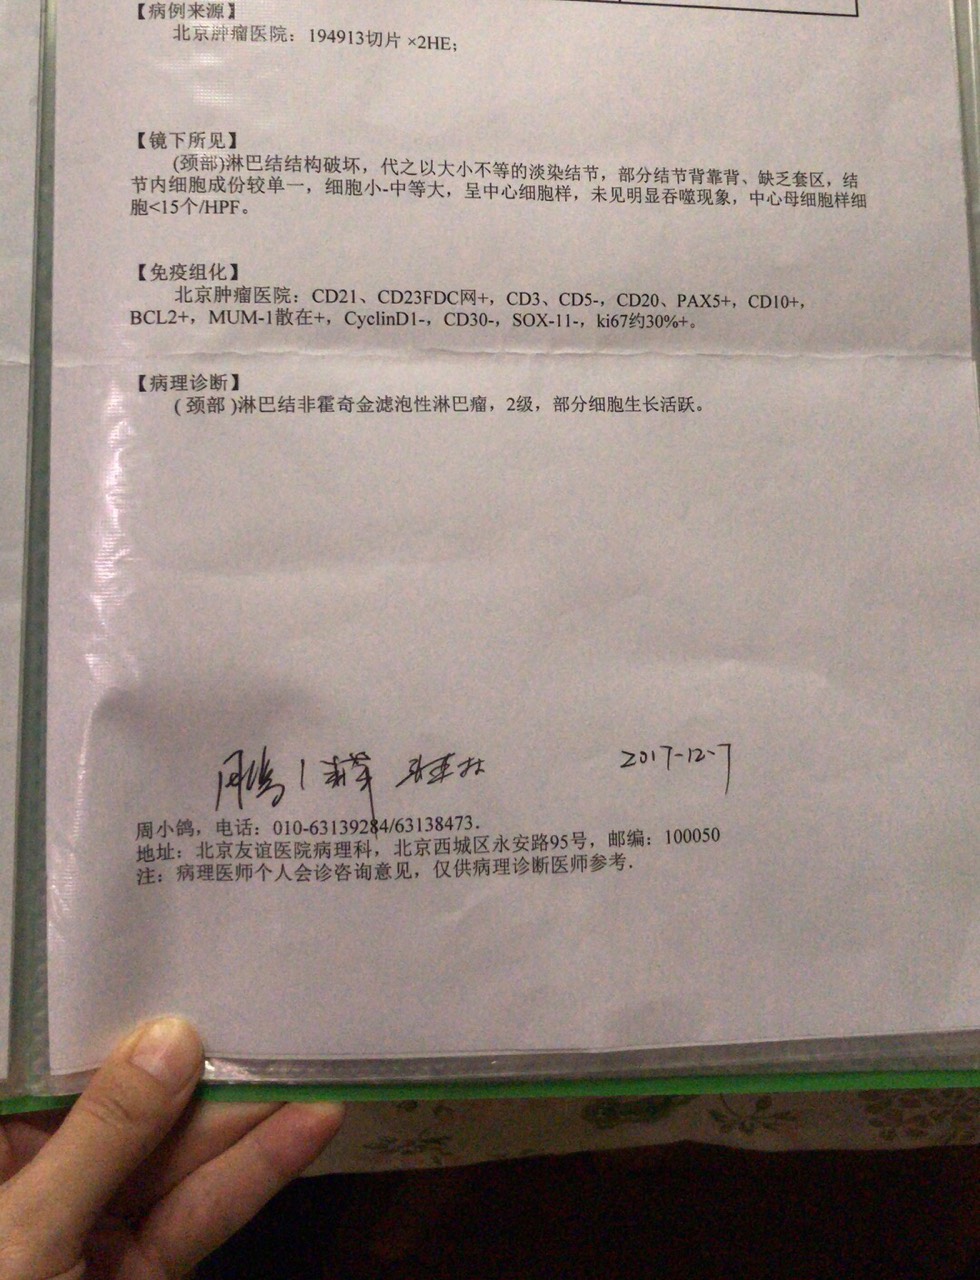 【病例来源】
北京肿瘤医院：194913切片 ×2HE；
【镜下所见】
(颈部)淋巴结结构破坏，代之以大小不等的淡染结节，部分结节背靠背、缺乏套区，结
节内细胞成份较单一，细胞小-中等大，呈中心细胞样，未见明显吞噬现象，中心母细胞样细
胞<15个/HPF。
【免疫组化】
北京肿瘤医院：CD21、CD23FDC网+，CD3、CD5-，CD20、PAX5+，CD10+，
BCL2+，MUM-1散在+，CyclinD1-，CD30-，SOX-11-，ki67约30%+。
【病理诊断】
( 颈部 )淋巴结非霍奇金滤泡性淋巴瘤，2级，部分细胞生长活跃。
2017-12-7
周小鸽，电话：010-63139284/63138473.
地址：北京友谊医院病理科，北京西城区永安路95号，邮编：100050
注：病理医师个人会诊咨询意见，仅供病理诊断医师参考.